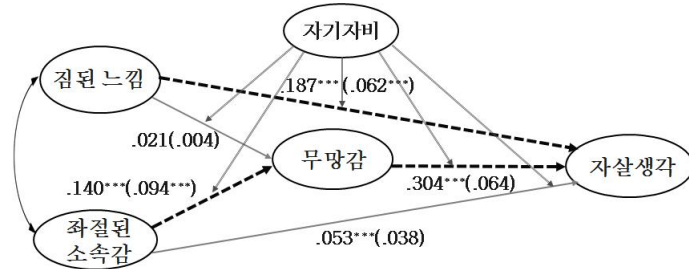 자기자비
짐된 느낌
.187***(.062***)
.021(.004)
무망감
자살생각
.140***(.094***)
.304***(.064)
좌절된
소속감
.053***(.038)